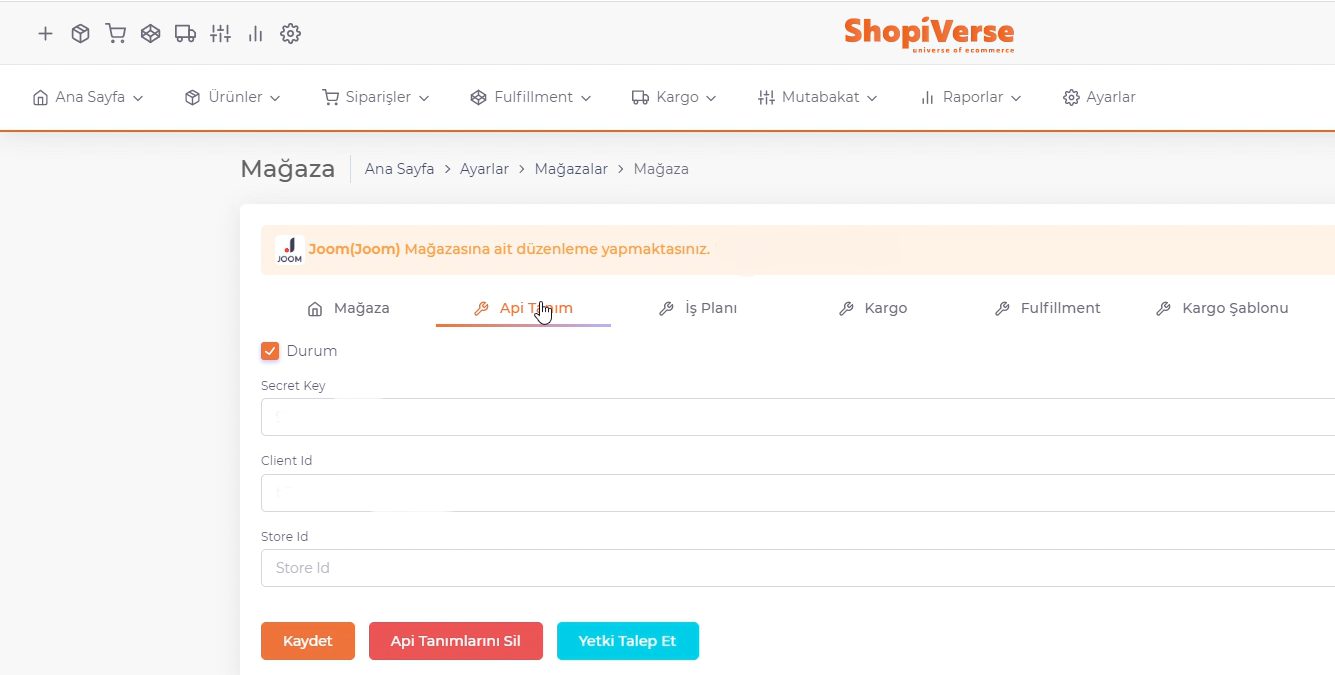 ShopiVerse
universe of ecommerce
Ana Sayfa Ürünler Siparişler Fulfillment Kargo Mutabakat Raporlar Ayarlar
Mağaza Ana Sayfa > Ayarlar > Mağazalar > Mağaza
JOOM Joom(Joom) Mağazasına ait düzenleme yapmaktasınız.
Mağaza Api Tanım İş Planı Kargo Fulfillment Kargo Şablonu
Durum
Secret Key
Client Id
Store Id
Store Id
Kaydet Api Tanımlarını Sil Yetki Talep Et